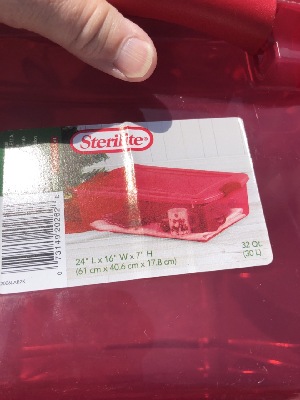 Sterilite®
24" L x 16" W x 7" H
(61 cm x 40.6 cm x 17.8 cm)
32 Qt.
(30 L)